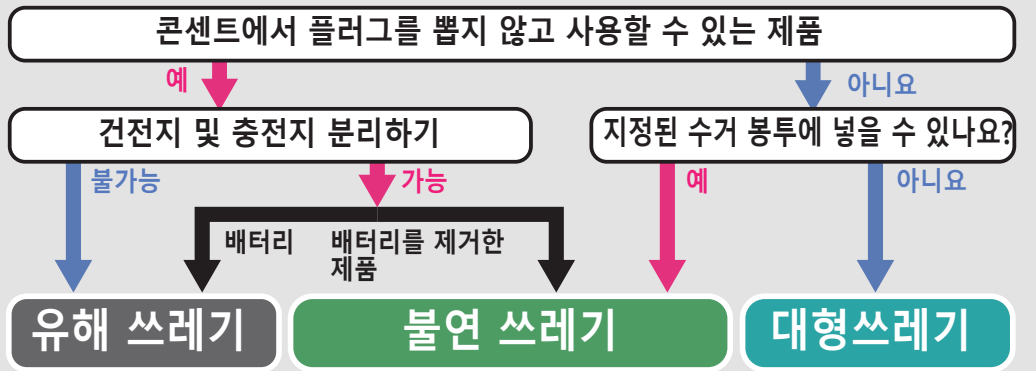 콘센트에서 플러그를 뽑지 않고 사용할 수 있는 제품
예
아니요
건전지 및 충전지 분리하기
지정된 수거 봉투에 넣을 수 있나요?
불가능
가능
예
아니요
배터리
배터리를 제거한
제품
유해 쓰레기
불연 쓰레기
대형쓰레기